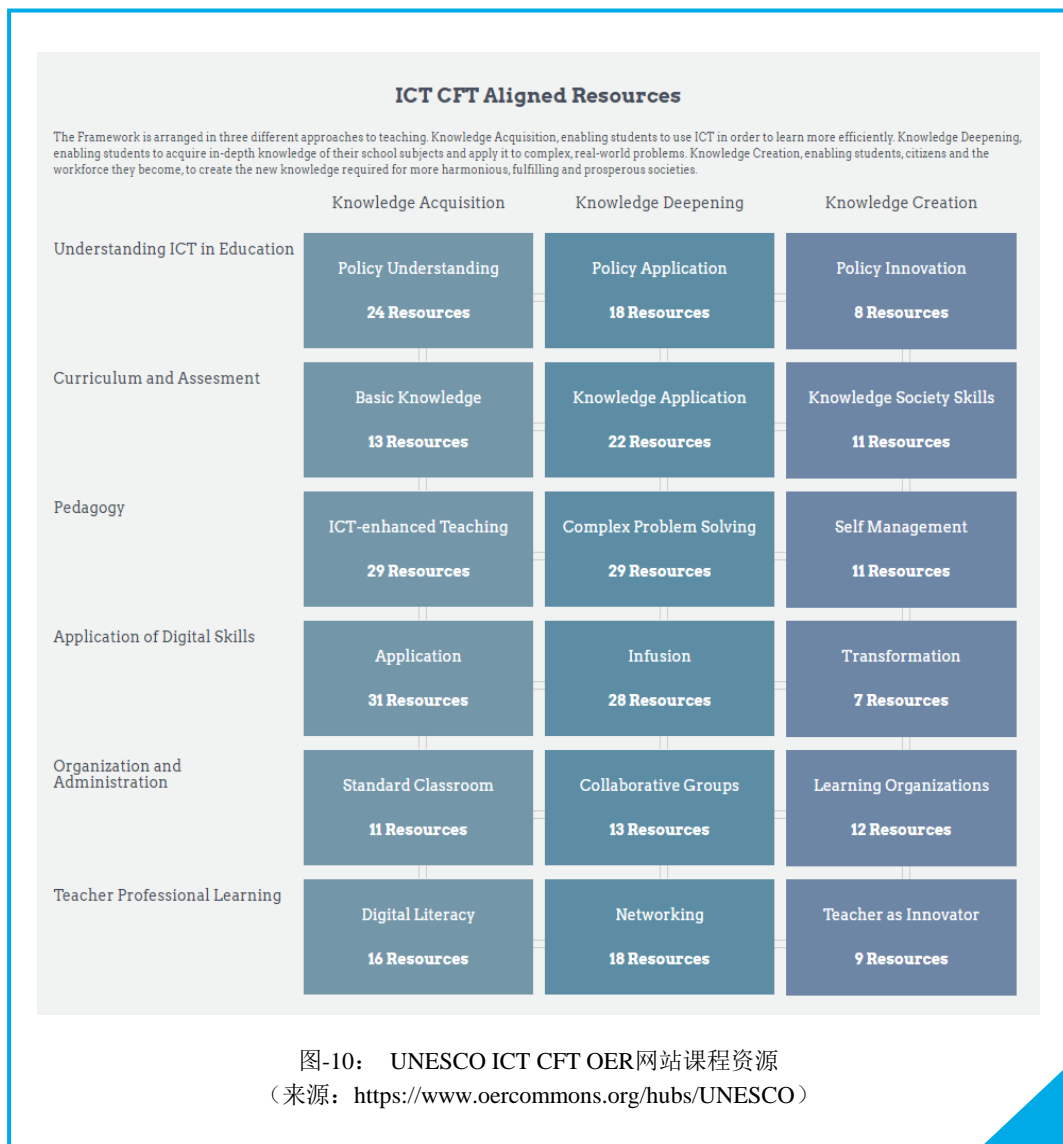 ICT CFT Aligned Resources
The Framework is arranged in three different approaches to teaching. Knowledge Acquisition, enabling students to use ICT in order to learn more efficiently. Knowledge Deepening,
enabling students to acquire in-depth knowledge of their school subjects and apply it to complex, real-world problems. Knowledge Creation, enabling students, citizens and the
workforce they become, to create the new knowledge required for more harmonious, fulfilling and prosperous societies.
Knowledge Acquisition
Knowledge Deepening
Knowledge Creation
Understanding ICT in Education
Policy Understanding
24 Resources
Policy Application
18 Resources
Policy Innovation
8 Resources
Curriculum and Assesment
Basic Knowledge
13 Resources
Knowledge Application
22 Resources
Knowledge Society Skills
11 Resources
Pedagogy
ICT-enhanced Teaching
29 Resources
Complex Problem Solving
29 Resources
Self Management
11 Resources
Application of Digital Skills
Application
31 Resources
Infusion
28 Resources
Transformation
7 Resources
Organization and
Administration
Standard Classroom
11 Resources
Collaborative Groups
13 Resources
Learning Organizations
12 Resources
Teacher Professional Learning
Digital Literacy
16 Resources
Networking
18 Resources
Teacher as Innovator
9 Resources
图-10： UNESCO ICT CFT OER网站课程资源
（来源：https://www.oercommons.org/hubs/UNESCO）